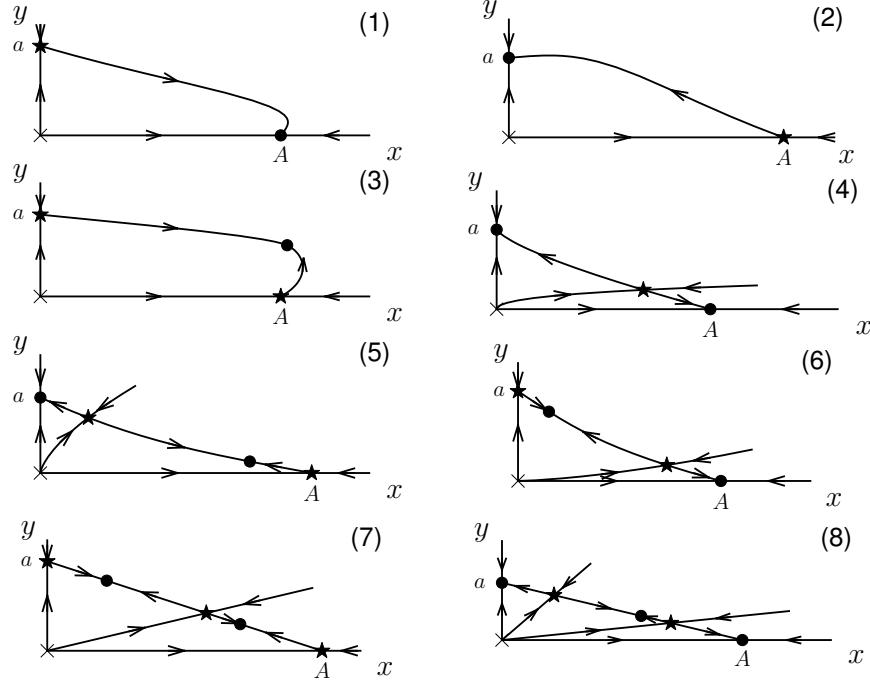 y (1)
a
A x
y (2)
a
A x
y (3)
a
A x
y (4)
a
A x
y (5)
a
A x
y (6)
a
A x
y (7)
a
A x
y (8)
a
A x